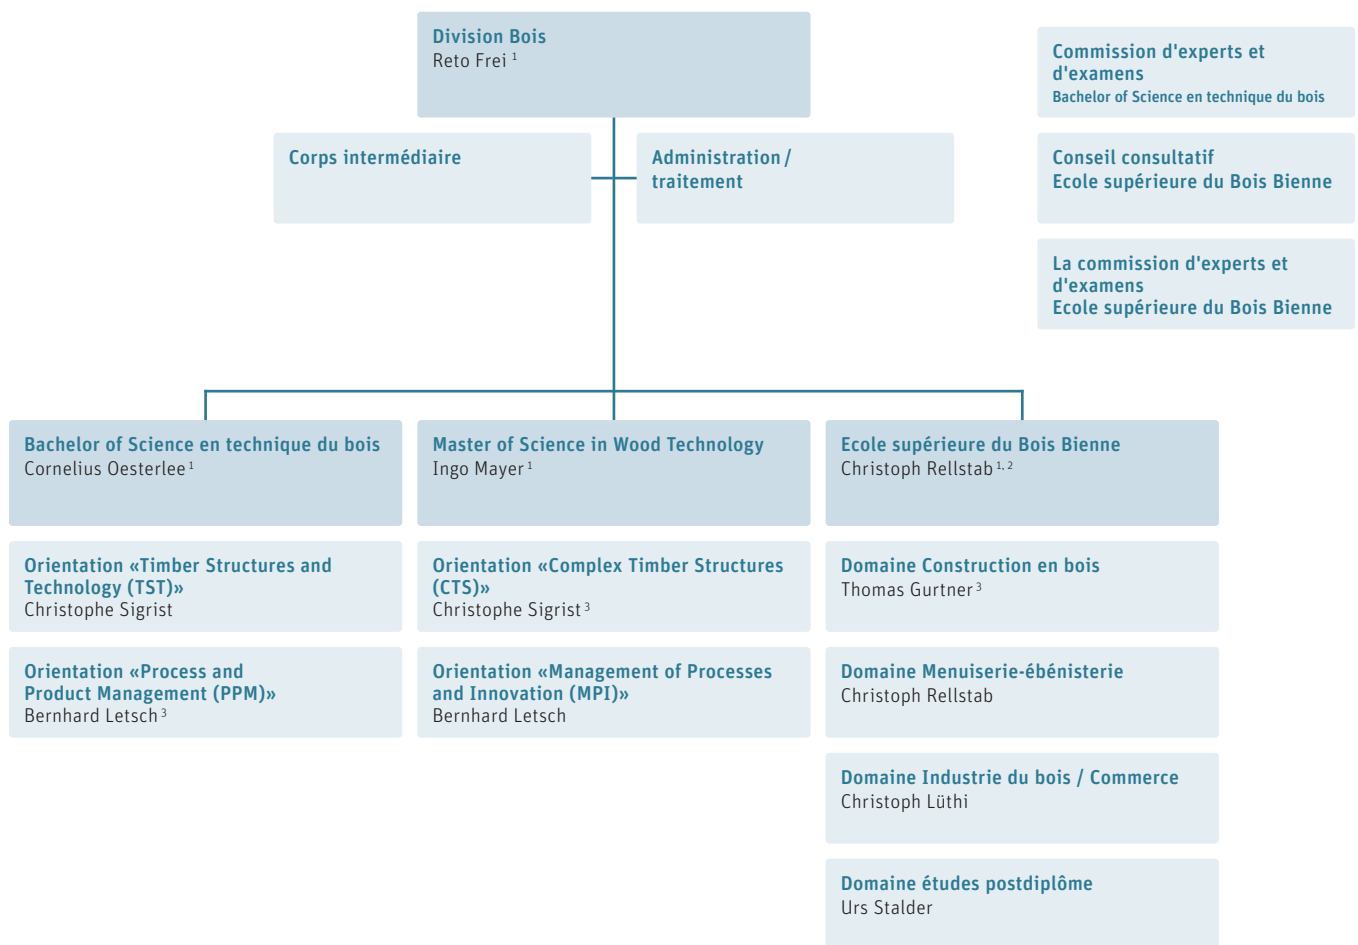 Division Bois
Reto Frei 1
Commission d'experts et
d'examens
Bachelor of Science en technique du bois
Corps intermédiaire
Administration /
traitement
Conseil consultatif
Ecole supérieure du Bois Bienne
La commission d'experts et
d'examens
Ecole supérieure du Bois Bienne
Bachelor of Science en technique du bois
Cornelius Oesterlee 1
Master of Science in Wood Technology
Ingo Mayer 1
Ecole supérieure du Bois Bienne
Christoph Rellstab 1, 2
Orientation «Timber Structures and
Technology (TST)»
Christophe Sigrist
Orientation «Complex Timber Structures
(CTS)»
Christophe Sigrist 3
Domaine Construction en bois
Thomas Gurtner 3
Orientation «Process and
Product Management (PPM)»
Bernhard Letsch 3
Orientation «Management of Processes
and Innovation (MPI)»
Bernhard Letsch
Domaine Menuiserie-ébénisterie
Christoph Rellstab
Domaine Industrie du bois / Commerce
Christoph Lüthi
Domaine études postdiplôme
Urs Stalder